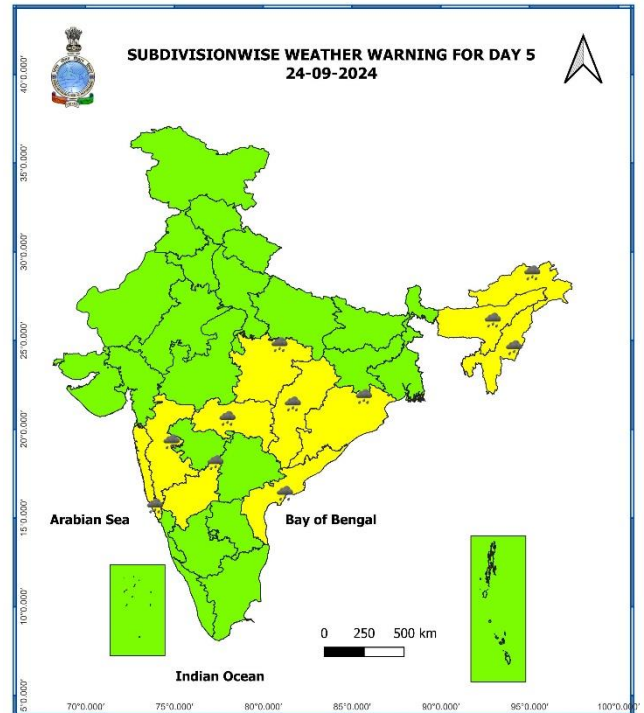 SUBDIVISIONWISE WEATHER WARNING FOR DAY 5
24-09-2024
40°0.000'
35°0.000'
30°0.000'
25°0.000'
20°0.000'
15°0.000'
10°0.000'
5°0.000'
Arabian Sea
Bay of Bengal
0 250 500 km
Indian Ocean
70°0.000' 75°0.000' 80°0.000' 85°0.000' 90°0.000' 95°0.000' 100°0.000'